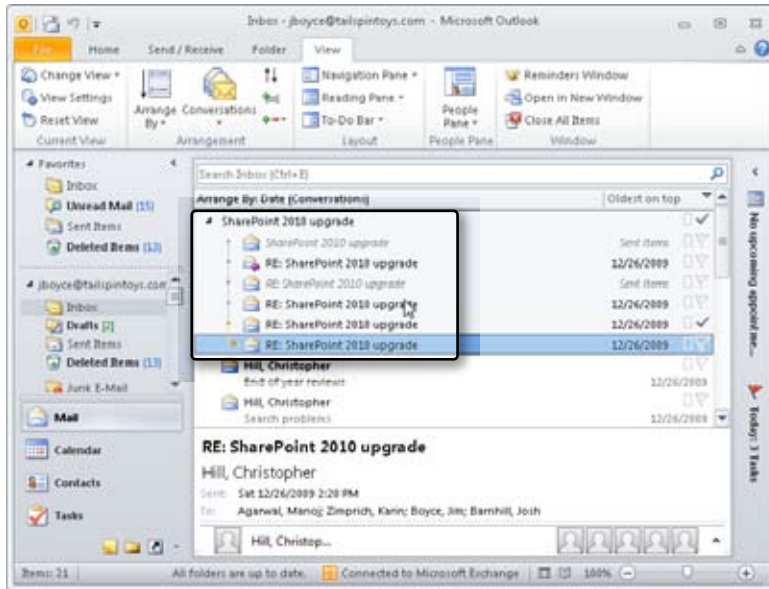 Inbox - jboyce@tailspintoys.com - Microsoft Outlook
File Home Send / Receive Folder View
Change View
View Settings
Reset View
Current View
Arrange By
Conversations
Arrangement
Navigation Pane
Reading Pane
To-Do Bar
Layout
People Pane
People Pane
Reminders Window
Open in New Window
Close All Items
Window
Favorites
Inbox
Unread Mail (15)
Sent Items
Deleted Items (13)
jboyce@tailspintoys.com
Inbox
Drafts [2]
Sent Items
Deleted Items (13)
Junk E-Mail
Mail
Calendar
Contacts
Tasks
Search Inbox (Ctrl+E)
Arrange By: Date (Conversations) Oldest on top
SharePoint 2010 upgrade
SharePoint 2010 upgrade Sent Items
RE: SharePoint 2010 upgrade 12/26/2009
RE: SharePoint 2010 upgrade Sent Items
RE: SharePoint 2010 upgrade 12/26/2009
RE: SharePoint 2010 upgrade 12/26/2009
RE: SharePoint 2010 upgrade 12/26/2009
Hill, Christopher
End of year reviews 12/26/2009
Hill, Christopher
Search problems 12/26/2009
RE: SharePoint 2010 upgrade
Hill, Christopher
Sent: Sat 12/26/2009 2:20 PM
To: Agarwal, Manoj; Zimprich, Karin; Boyce, Jim; Barnhill, Josh
Hill, Christop...
No upcoming appointme...
Today: 3 Tasks
Items: 21 All folders are up to date. Connected to Microsoft Exchange 100%